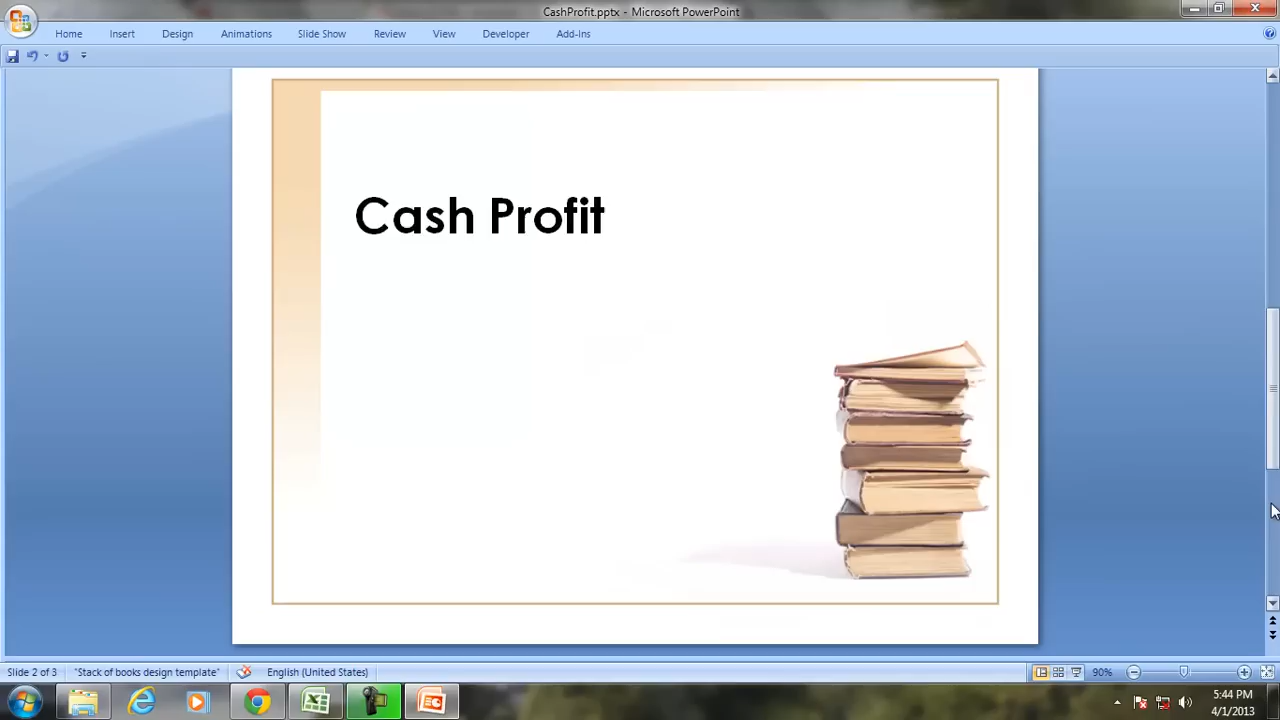 CashProfit.pptx - Microsoft PowerPoint
Home Insert Design Animations Slide Show Review View Developer Add-Ins
Cash Profit
Slide 2 of 3 "Stack of books design template" English (United States) 90%
5:44 PM
4/1/2013